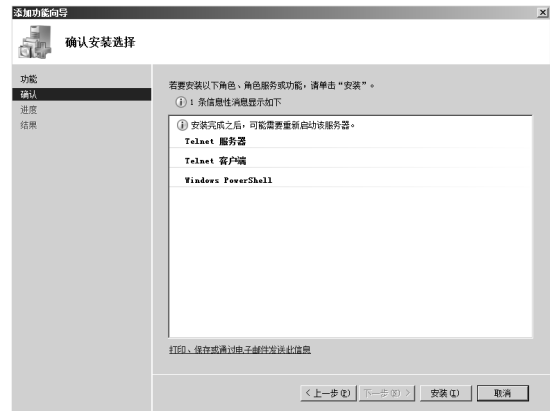 添加功能向导
确认安装选择
功能
确认
进度
结果
若要安装以下角色、角色服务或功能，请单击“安装”。
1 条信息性消息显示如下
安装完成之后，可能需要重新启动该服务器。
Telnet 服务器
Telnet 客户端
Windows PowerShell
打印、保存或通过电子邮件发送此信息
< 上一步(P)
下一步(N) >
安装(I)
取消